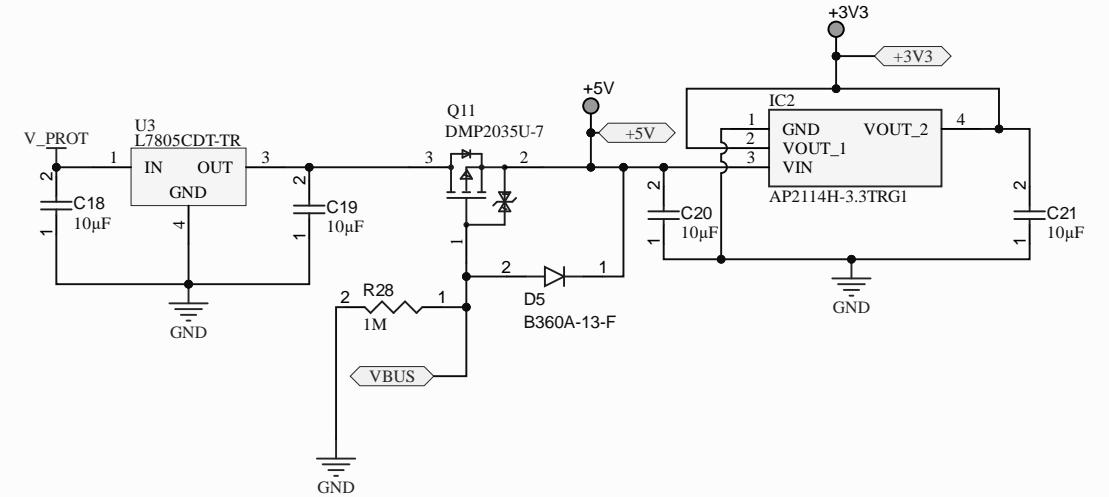 +3V3
+3V3
+5V
+5V
Q11
DMP2035U-7
IC2
1
GND
VOUT_2
4
2
VOUT_1
3
VIN
AP2114H-3.3TRG1
V_PROT
U3
L7805CDT-TR
1
IN
OUT
3
GND
4
3
2
1
2
C18
10µF
1
2
C19
10µF
1
2
C20
10µF
1
2
C21
10µF
1
GND
GND
2
1
D5
B360A-13-F
2
R28
1
1M
VBUS
GND